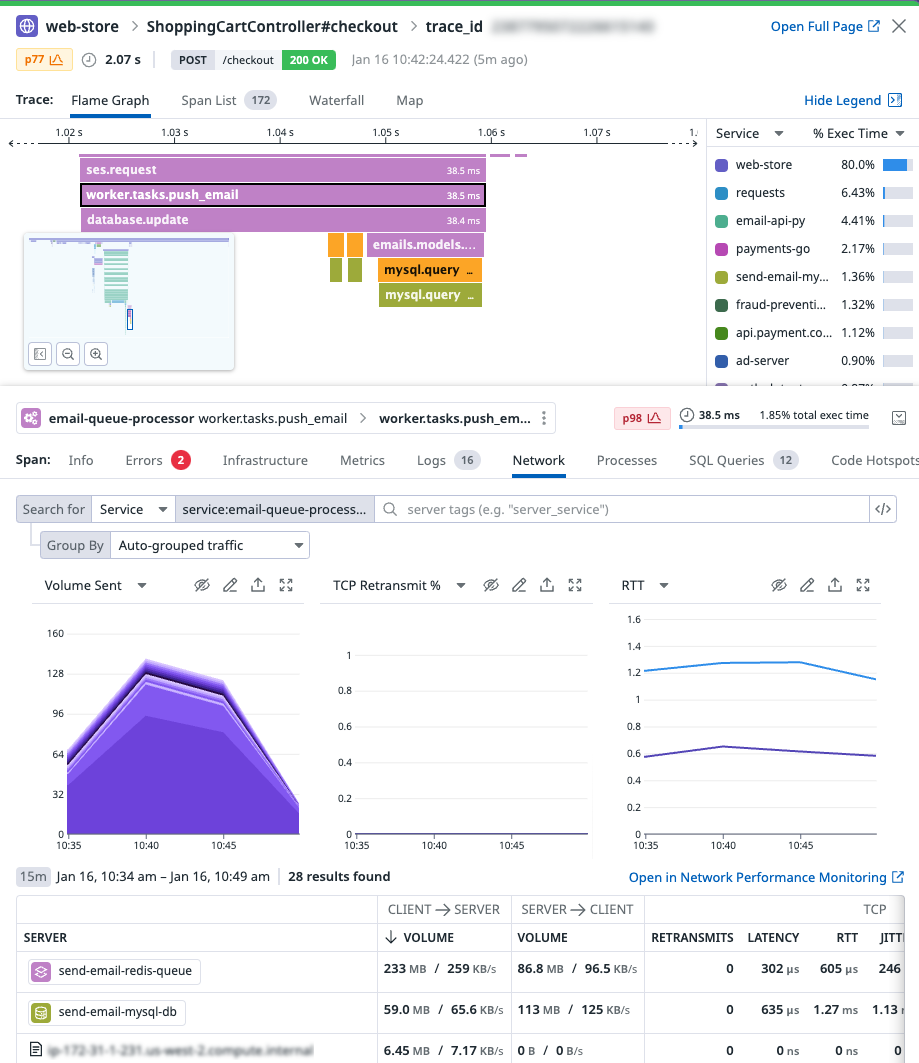 web-store > ShoppingCartController#checkout > trace_id
Open Full Page
p77 2.07 s POST /checkout 200 OK Jan 16 10:42:24.422 (5m ago)
Trace: Flame Graph Span List 172 Waterfall Map
Hide Legend
1.02 s 1.03 s 1.04 s 1.05 s 1.06 s 1.07 s
Service % Exec Time
ses.request 38.5 ms
worker.tasks.push_email 38.5 ms
database.update 38.4 ms
emails.models....
mysql.query ...
mysql.query ...
web-store 80.0%
requests 6.43%
email-api-py 4.41%
payments-go 2.17%
send-email-my... 1.36%
fraud-preventi... 1.32%
api.payment.co... 1.12%
ad-server 0.90%
email-queue-processor worker.tasks.push_email > worker.tasks.push_em...
p98 38.5 ms 1.85% total exec time
Span: Info Errors 2 Infrastructure Metrics Logs 16 Network Processes SQL Queries 12 Code Hotspots
Search for Service service:email-queue-process... server tags (e.g. "server_service") </>
Group By Auto-grouped traffic
Volume Sent
160
128
96
64
32
0
10:35 10:40 10:45
TCP Retransmit %
1
0.8
0.6
0.4
0.2
0
10:35 10:40 10:45
RTT
1.6
1.4
1.2
1
0.8
0.6
0.4
0.2
0
10:35 10:40 10:45
15m Jan 16, 10:34 am – Jan 16, 10:49 am 28 results found
Open in Network Performance Monitoring
CLIENT → SERVER SERVER → CLIENT TCP
SERVER ↓ VOLUME VOLUME RETRANSMITS LATENCY RTT JITT
send-email-redis-queue 233 MB / 259 KB/s 86.8 MB / 96.5 KB/s 0 302 µs 605 µs 246
send-email-mysql-db 59.0 MB / 65.6 KB/s 113 MB / 125 KB/s 0 635 µs 1.27 ms 1.13
ip-172-31-1-231.us-west-2.compute.internal 6.45 MB / 7.17 KB/s 0 B / 0 B/s 0 0 ns 0 ns 0